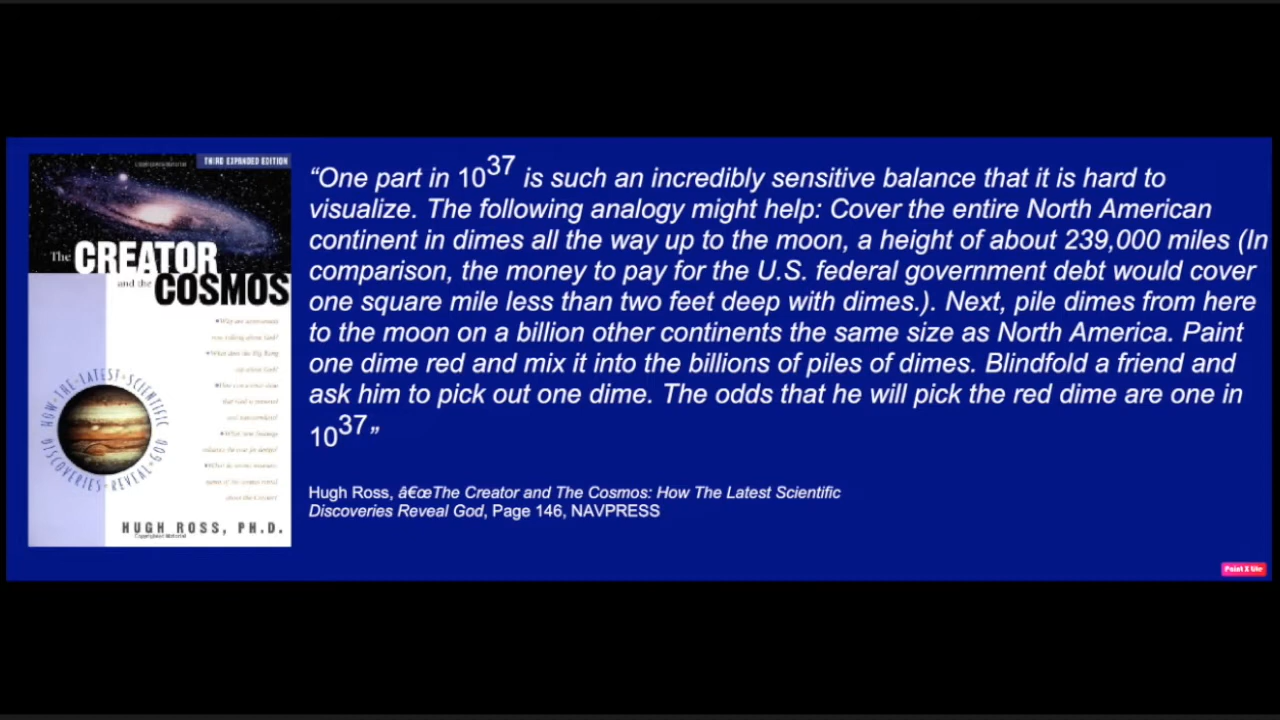 THIRD EXPANDED EDITION
The CREATOR
and the COSMOS
HOW·THE·LATEST·SCIENTIFIC
DISCOVERIES·REVEAL·GOD
HUGH ROSS, PH.D.
Copyrighted Material
“One part in 10³⁷ is such an incredibly sensitive balance that it is hard to
visualize. The following analogy might help: Cover the entire North American
continent in dimes all the way up to the moon, a height of about 239,000 miles (In
comparison, the money to pay for the U.S. federal government debt would cover
one square mile less than two feet deep with dimes.). Next, pile dimes from here
to the moon on a billion other continents the same size as North America. Paint
one dime red and mix it into the billions of piles of dimes. Blindfold a friend and
ask him to pick out one dime. The odds that he will pick the red dime are one in
10³⁷”
Hugh Ross, â€œThe Creator and The Cosmos: How The Latest Scientific
Discoveries Reveal God, Page 146, NAVPRESS